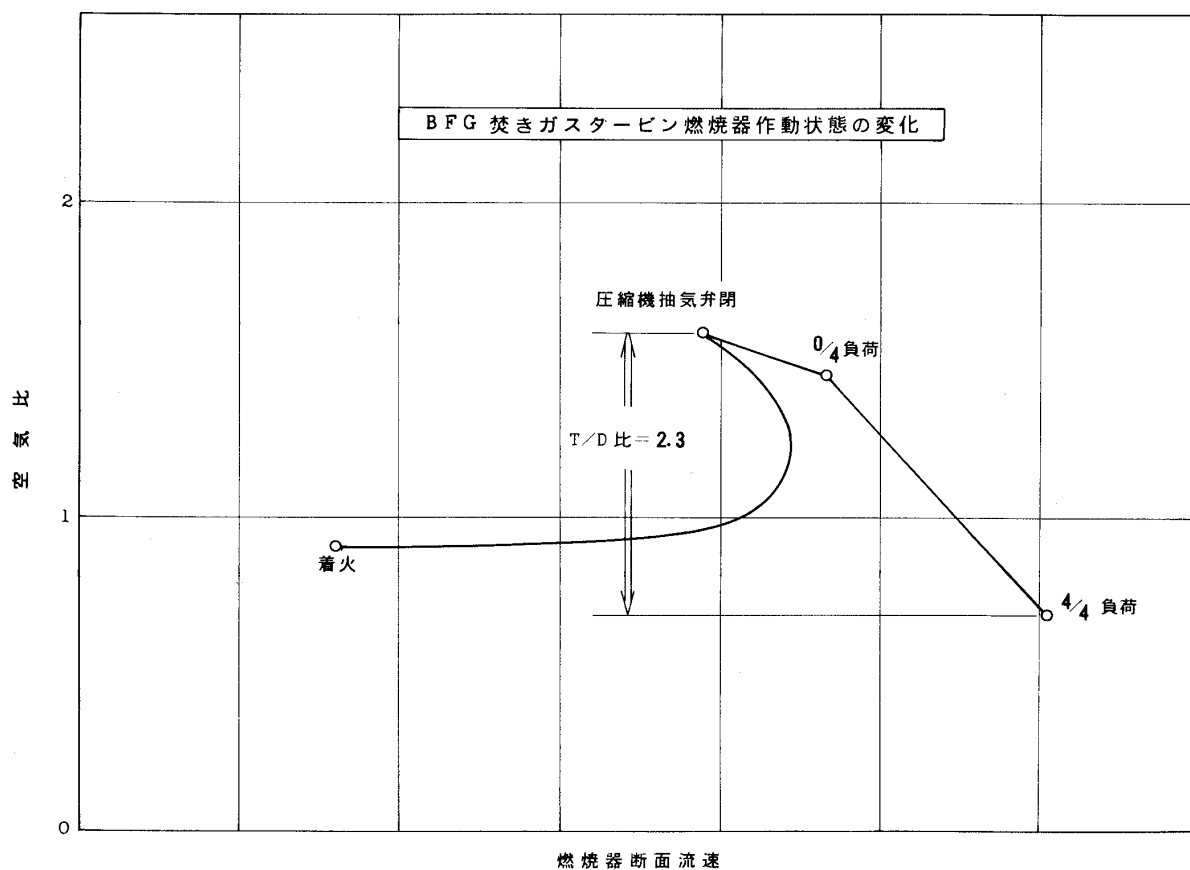 BFG 焚きガスタービン燃焼器作動状態の変化
2
圧縮機抽気弁閉
0/4 負荷
空気比
T/D比=2.3
1
着火
4/4 負荷
0
燃焼器断面流速